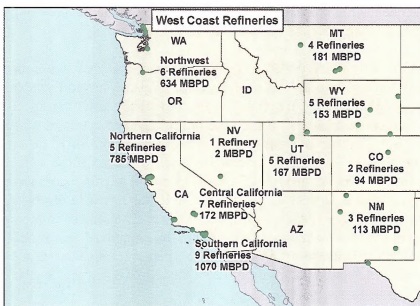 West Coast Refineries
WA
MT
4 Refineries
181 MBPD
Northwest
6 Refineries
634 MBPD
OR
ID
WY
5 Refineries
153 MBPD
Northern California
5 Refineries
785 MBPD
NV
1 Refinery
2 MBPD
UT
5 Refineries
167 MBPD
CO
2 Refineries
94 MBPD
CA
Central California
7 Refineries
172 MBPD
AZ
NM
3 Refineries
113 MBPD
Southern California
9 Refineries
1070 MBPD